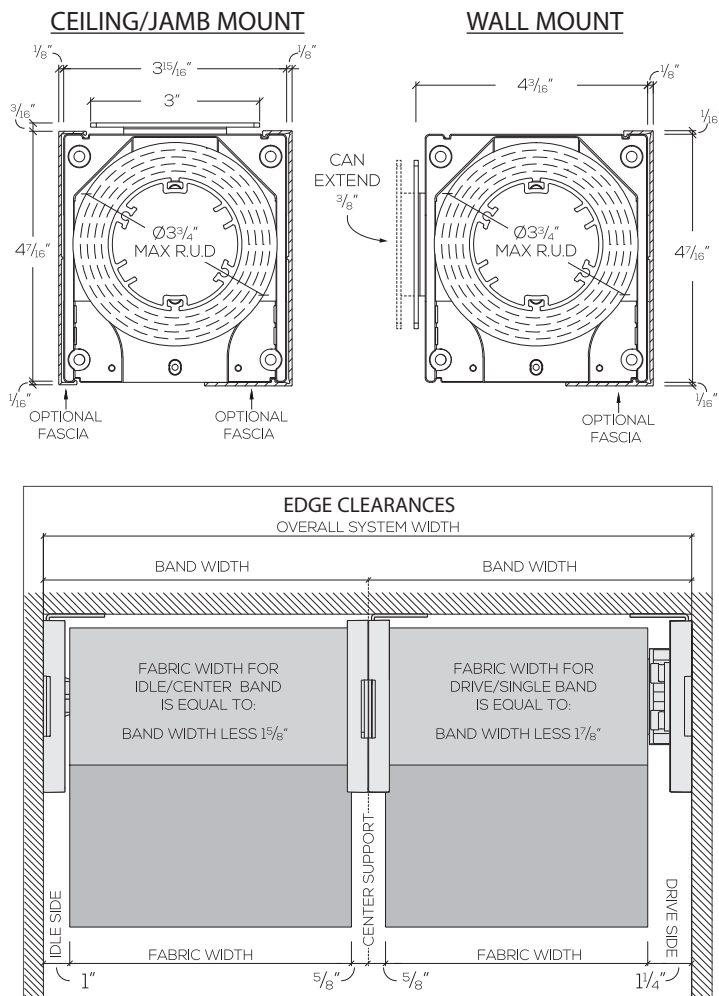 CEILING/JAMB MOUNT
WALL MOUNT
1/8"
3 15/16"
1/8"
3"
3/16"
4 7/16"
Ø3 3/4"
MAX R.U.D
1/16"
OPTIONAL
FASCIA
OPTIONAL
FASCIA
4 3/16"
1/8"
1/16"
CAN
EXTEND
3/8"
Ø3 3/4"
MAX R.U.D
4 7/16"
1/16"
OPTIONAL
FASCIA
EDGE CLEARANCES
OVERALL SYSTEM WIDTH
BAND WIDTH
BAND WIDTH
FABRIC WIDTH FOR
IDLE/CENTER BAND
IS EQUAL TO:
BAND WIDTH LESS 1 5/8"
FABRIC WIDTH FOR
DRIVE/SINGLE BAND
IS EQUAL TO:
BAND WIDTH LESS 1 7/8"
IDLE SIDE
CENTER SUPPORT
DRIVE SIDE
FABRIC WIDTH
FABRIC WIDTH
1"
5/8"
5/8"
1 1/4"